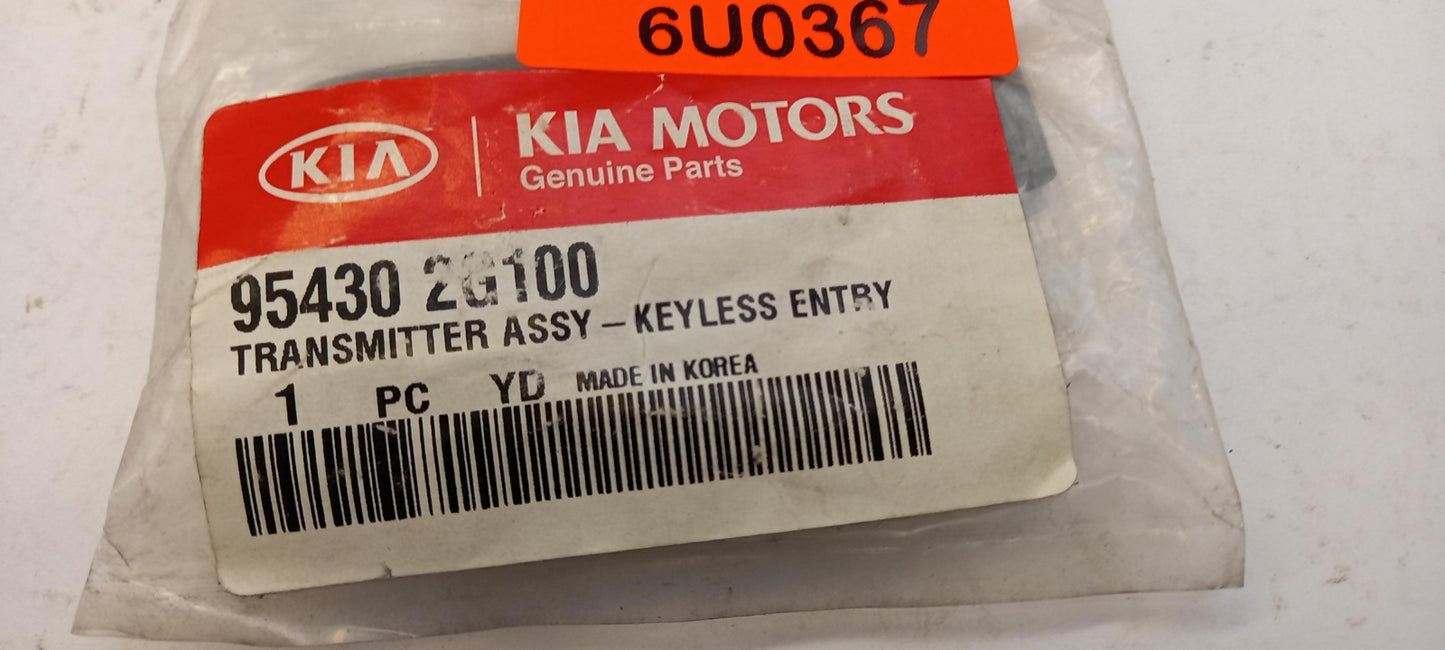 6U0367
KIA
KIA MOTORS
Genuine Parts
95430 2G100
TRANSMITTER ASSY – KEYLESS ENTRY
1 PC YD MADE IN KOREA